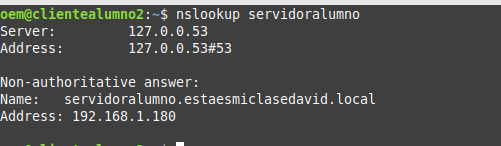 oem@clientealumno2:~$ nslookup servidoralumno
Server: 127.0.0.53
Address: 127.0.0.53#53

Non-authoritative answer:
Name: servidoralumno.estaesmiclasedavid.local
Address: 192.168.1.180